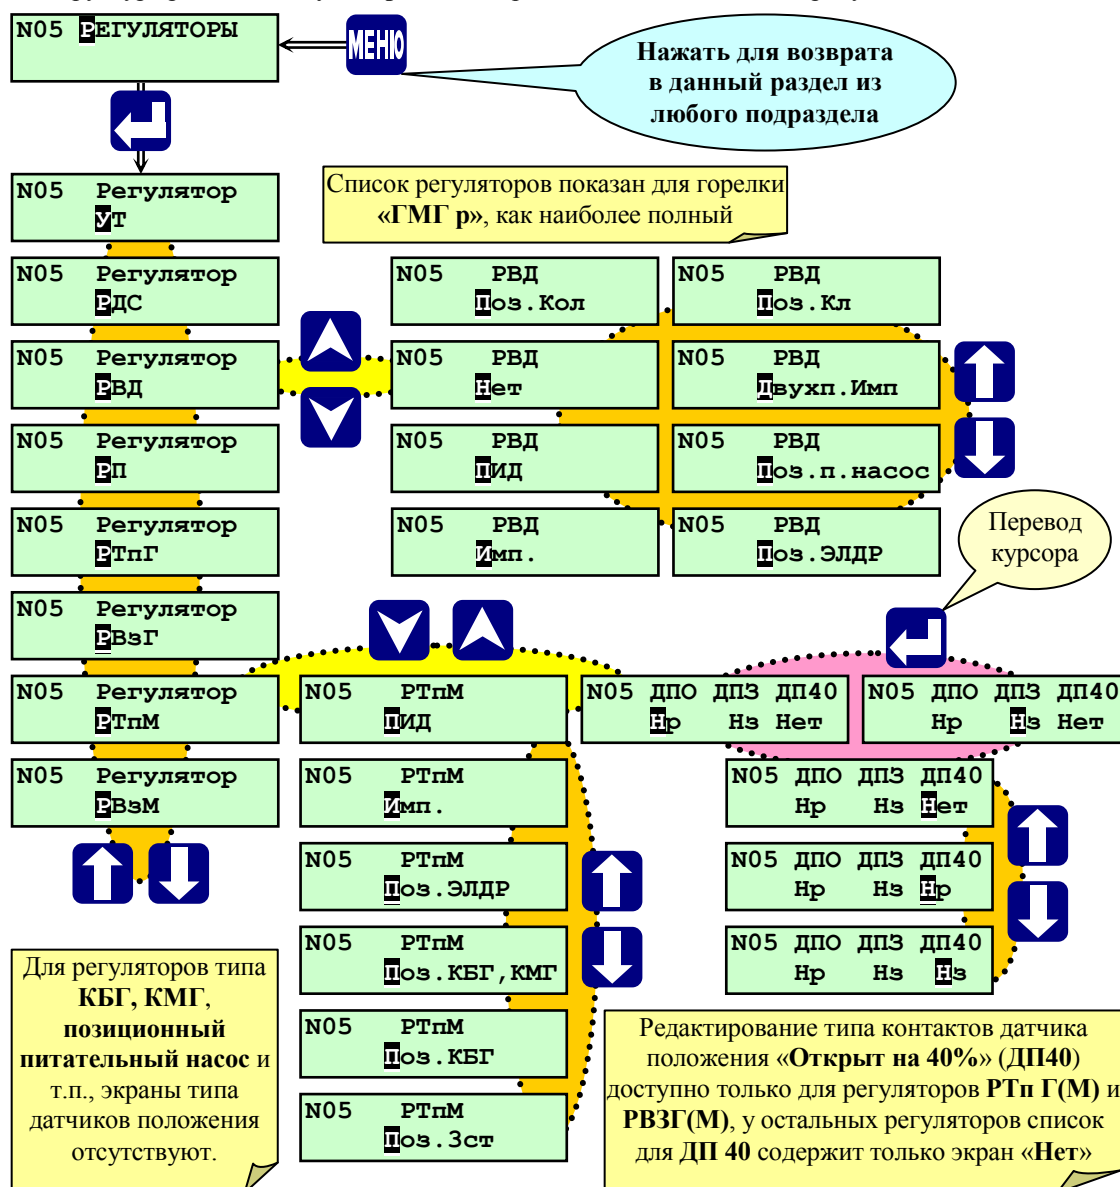 N05 РЕГУЛЯТОРЫ
МЕНЮ
Нажать для возврата
в данный раздел из
любого подраздела
N05 Регулятор
УТ
Список регуляторов показан для горелки
«ГМГ р», как наиболее полный
N05 Регулятор
РДС
N05 РВД
Поз.Кол
N05 РВД
Поз.Кл
N05 Регулятор
РВД
N05 РВД
Нет
N05 РВД
Двухп.Имп
N05 Регулятор
РП
N05 РВД
ПИД
N05 РВД
Поз.п.насос
N05 Регулятор
РТпГ
N05 РВД
Имп.
N05 РВД
Поз.ЭЛДР
Перевод
курсора
N05 Регулятор
РВзГ
N05 Регулятор
РТпМ
N05 РТпМ
ПИД
N05 ДПО ДПЗ ДП40
Нр Нз Нет
N05 ДПО ДПЗ ДП40
Нр Нз Нет
N05 Регулятор
РВзМ
N05 РТпМ
Имп.
N05 ДПО ДПЗ ДП40
Нр Нз Нет
N05 РТпМ
Поз.ЭЛДР
N05 ДПО ДПЗ ДП40
Нр Нз Нр
N05 РТпМ
Поз.КБГ,КМГ
N05 ДПО ДПЗ ДП40
Нр Нз Нз
N05 РТпМ
Поз.КБГ
N05 РТпМ
Поз.3ст
Для регуляторов типа
КБГ, КМГ,
позиционный
питательный насос и
т.п., экраны типа
датчиков положения
отсутствуют.
Редактирование типа контактов датчика
положения «Открыт на 40%» (ДП40)
доступно только для регуляторов РТп Г(М) и
РВЗГ(М), у остальных регуляторов список
для ДП 40 содержит только экран «Нет»